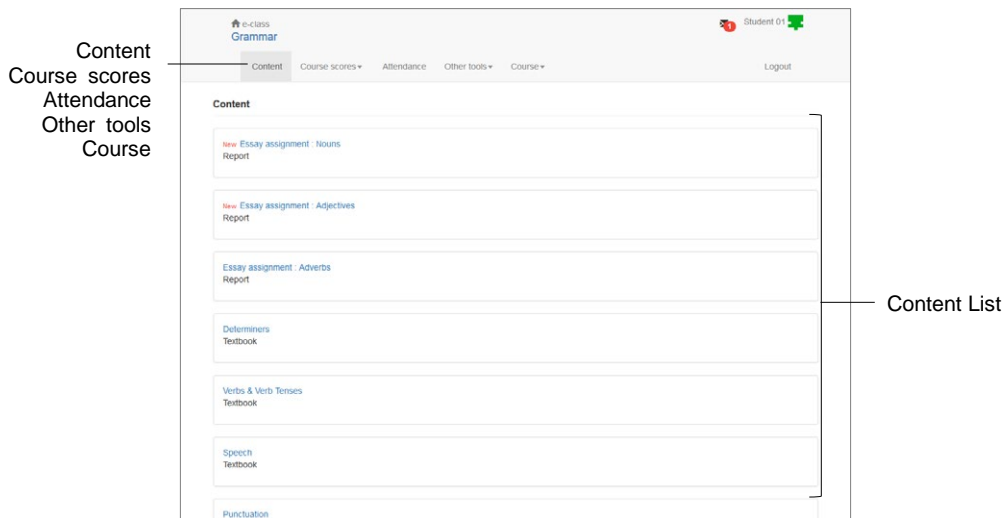 e-class
Grammar
1
Student 01
Content
Course scores
Attendance
Other tools
Course
Content Course scores Attendance Other tools Course Logout
Content
New Essay assignment : Nouns
Report
New Essay assignment : Adjectives
Report
Essay assignment : Adverbs
Report
Content List
Determiners
Textbook
Verbs & Verb Tenses
Textbook
Speech
Textbook
Punctuation